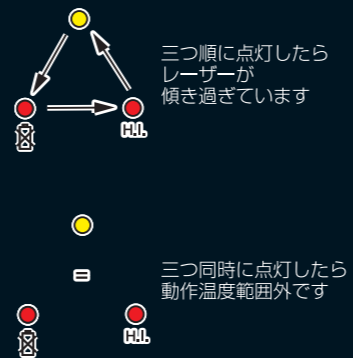 三つ順に点灯したら
レーザーが
傾き過ぎています
H.I.
=
三つ同時に点灯したら
動作温度範囲外です
H.I.